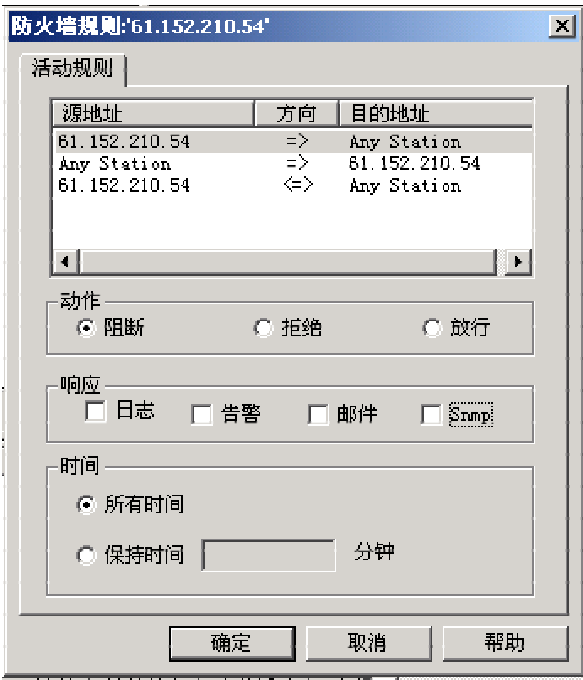 防火墙规则:'61.152.210.54'
活动规则
源地址 方向 目的地址
61.152.210.54 => Any Station
Any Station => 61.152.210.54
61.152.210.54 <=> Any Station
动作
阻断 拒绝 放行
响应
日志 告警 邮件 Snmp
时间
所有时间
保持时间 分钟
确定 取消 帮助